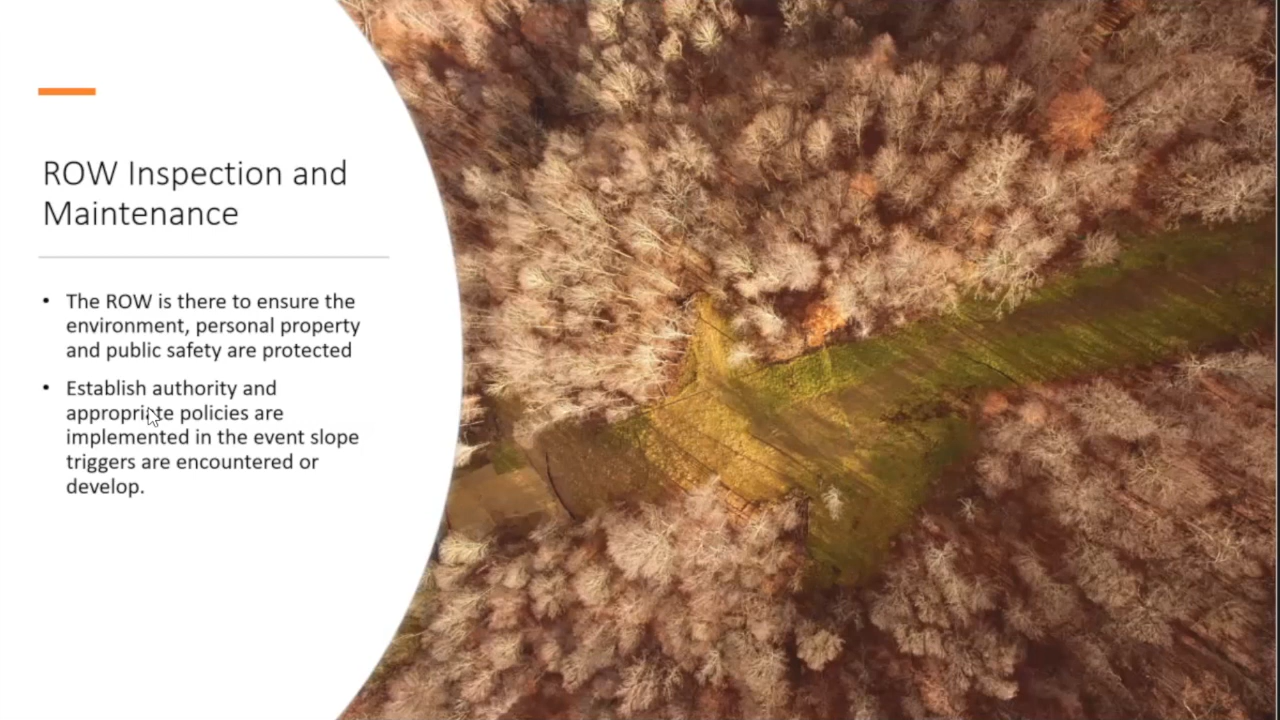 ROW Inspection and
Maintenance
• The ROW is there to ensure the
environment, personal property
and public safety are protected
• Establish authority and
appropriate policies are
implemented in the event slope
triggers are encountered or
develop.